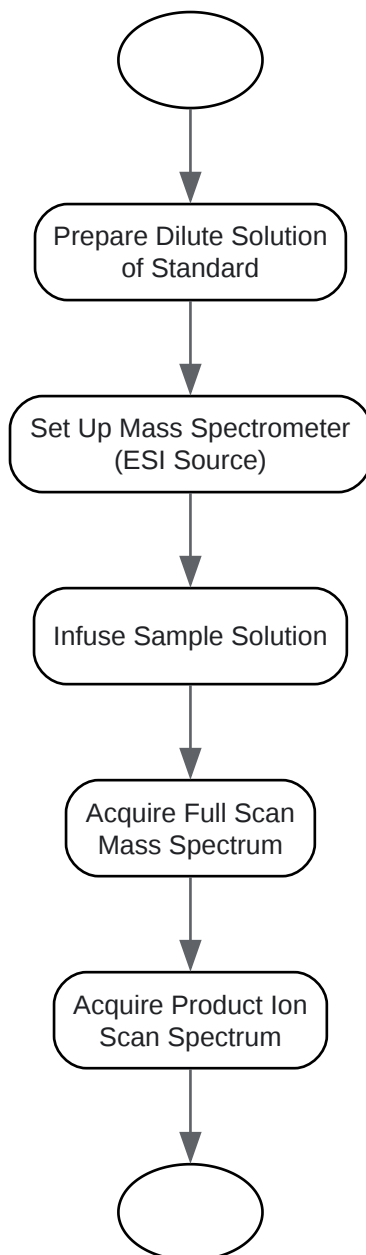 Prepare Dilute Solution
of Standard
Set Up Mass Spectrometer
(ESI Source)
Infuse Sample Solution
Acquire Full Scan
Mass Spectrum
Acquire Product Ion
Scan Spectrum